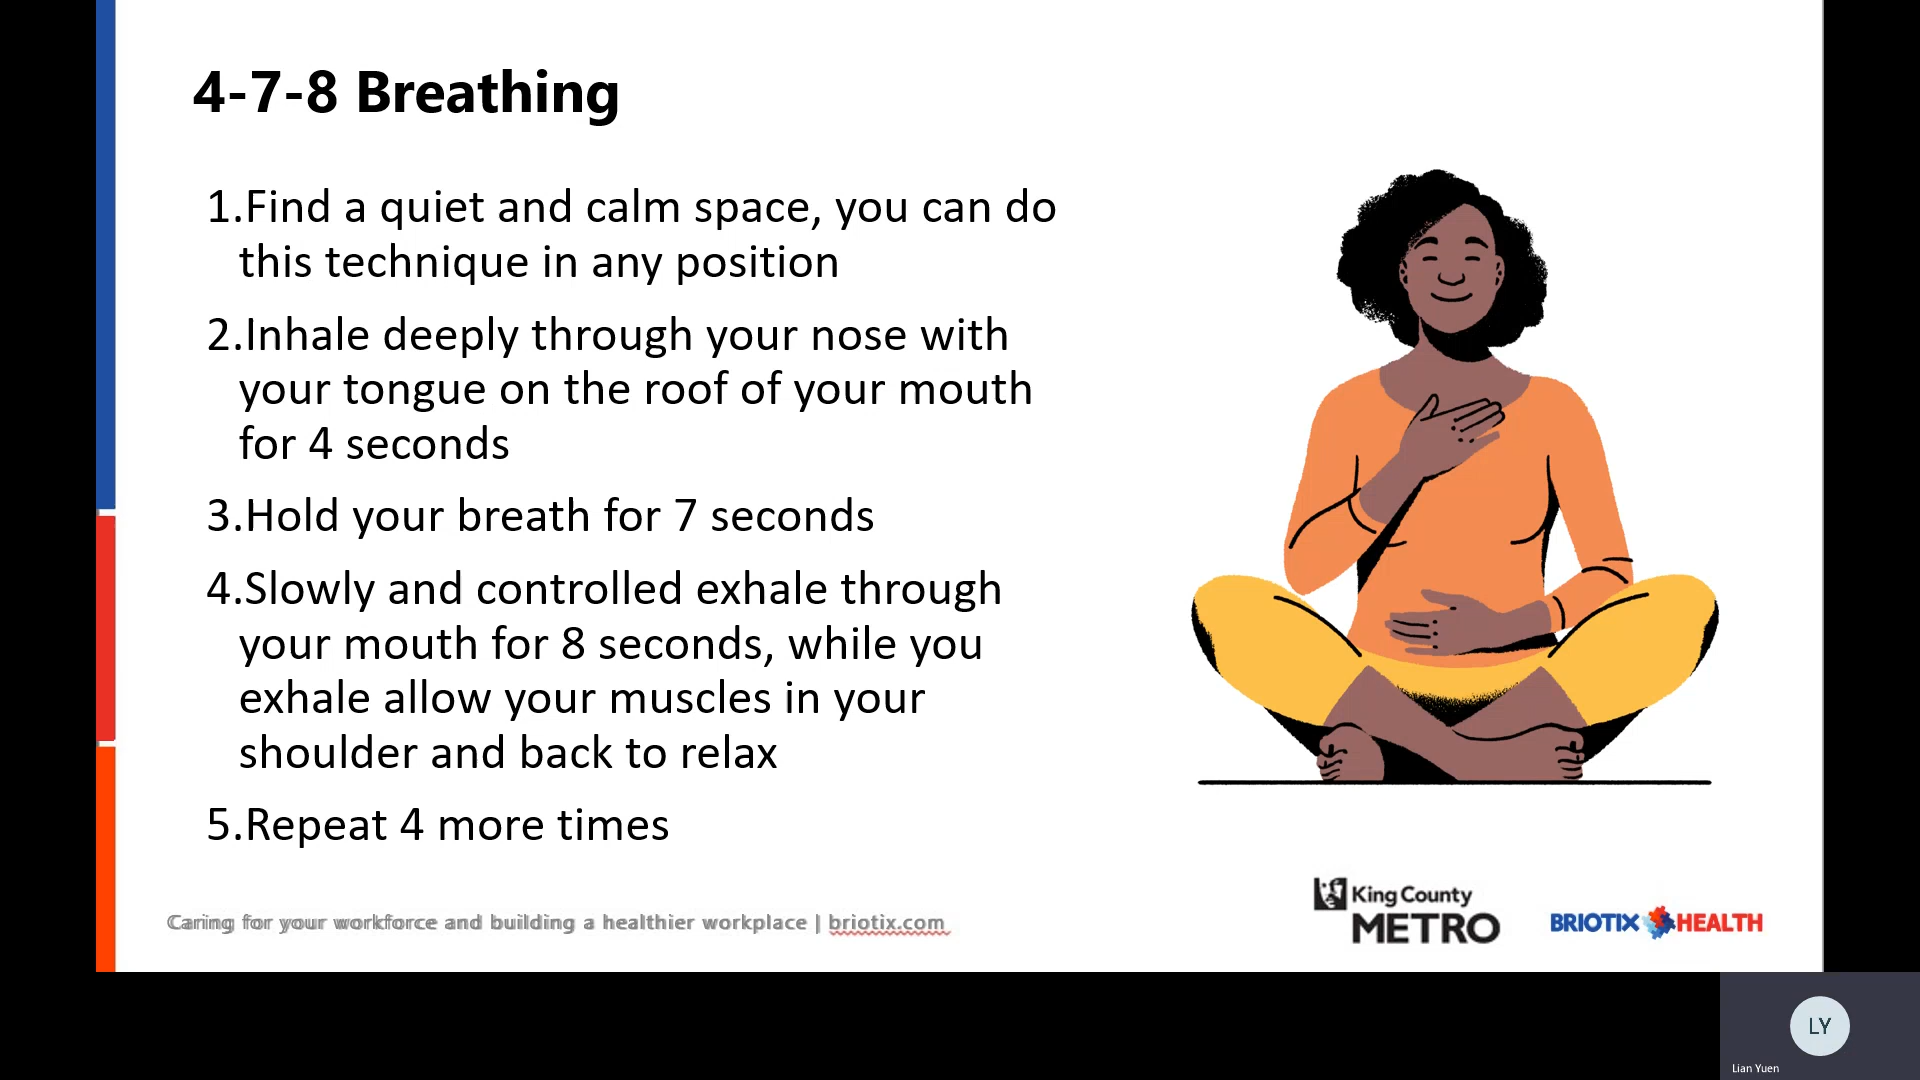 4-7-8 Breathing
1.Find a quiet and calm space, you can do
this technique in any position
2.Inhale deeply through your nose with
your tongue on the roof of your mouth
for 4 seconds
3.Hold your breath for 7 seconds
4.Slowly and controlled exhale through
your mouth for 8 seconds, while you
exhale allow your muscles in your
shoulder and back to relax
5.Repeat 4 more times
Caring for your workforce and building a healthier workplace | briotix.com
King County
METRO
BRIOTIX HEALTH
LY
Lian Yuen